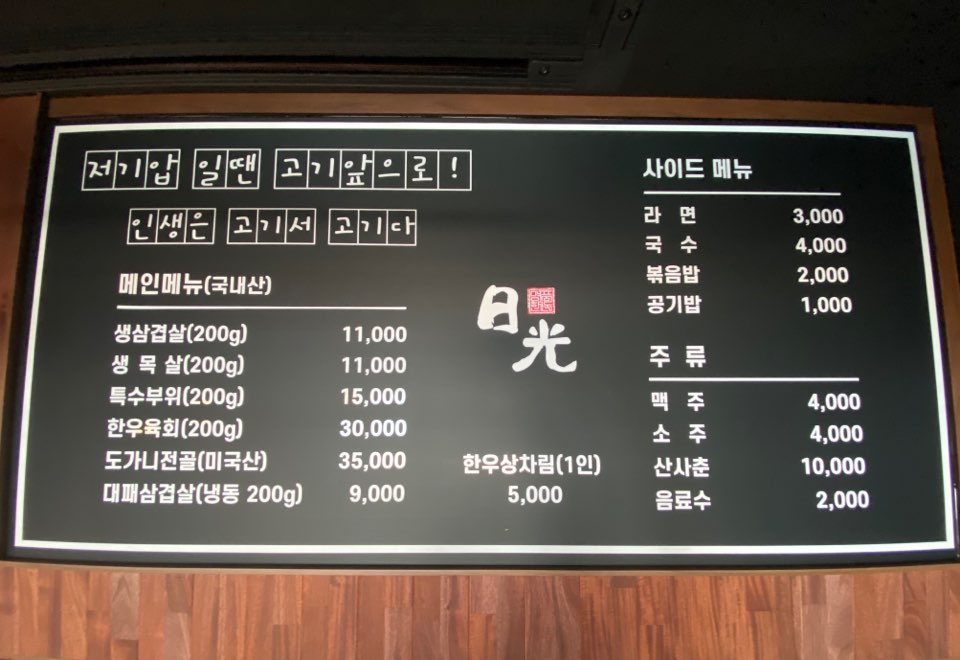 저기압 일땐 고기앞으로!
인생은 고기서 고기다
메인메뉴(국내산)
생삼겹살(200g) 11,000
생 목 살(200g) 11,000
특수부위(200g) 15,000
한우육회(200g) 30,000
도가니전골(미국산) 35,000
대패삼겹살(냉동 200g) 9,000
日光
한우상차림(1인)
5,000
사이드 메뉴
라 면 3,000
국 수 4,000
볶음밥 2,000
공기밥 1,000
주 류
맥 주 4,000
소 주 4,000
산사춘 10,000
음료수 2,000